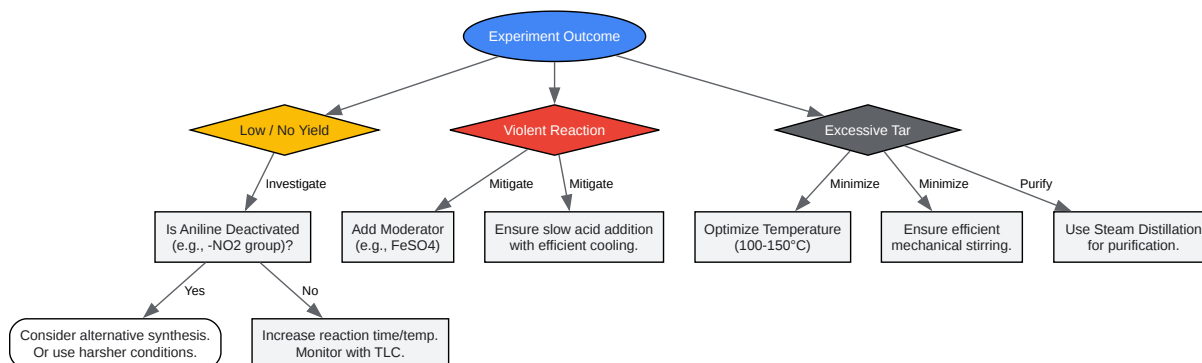 Experiment Outcome
Low / No Yield
Violent Reaction
Excessive Tar
Investigate
Mitigate
Mitigate
Minimize
Minimize
Purify
Is Aniline Deactivated
(e.g., -NO2 group)?
Add Moderator
(e.g., FeSO4)
Ensure slow acid addition
with efficient cooling.
Optimize Temperature
(100-150°C)
Ensure efficient
mechanical stirring.
Use Steam Distillation
for purification.
Yes
No
Consider alternative synthesis.
Or use harsher conditions.
Increase reaction time/temp.
Monitor with TLC.